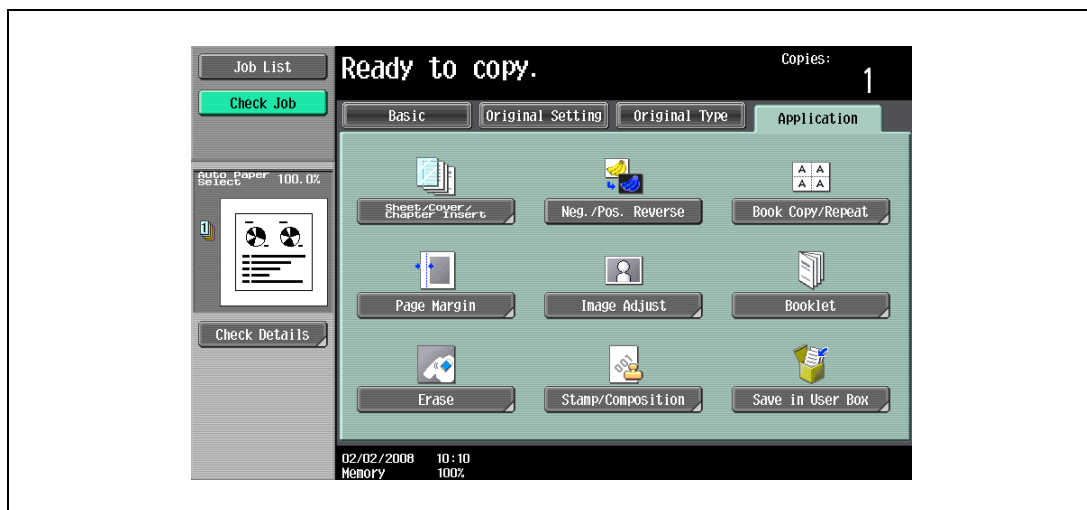 Job List
Check Job
Ready to copy.
Copies:
1
Basic
Original Setting
Original Type
Application
Auto Paper
Select
100.0%
1
Sheet/Cover/
Chapter Insert
Neg./Pos. Reverse
A A
A A
Book Copy/Repeat
Page Margin
Image Adjust
Booklet
Check Details
001
Erase
Stamp/Composition
Save in User Box
02/02/2008 10:10
Memory 100%